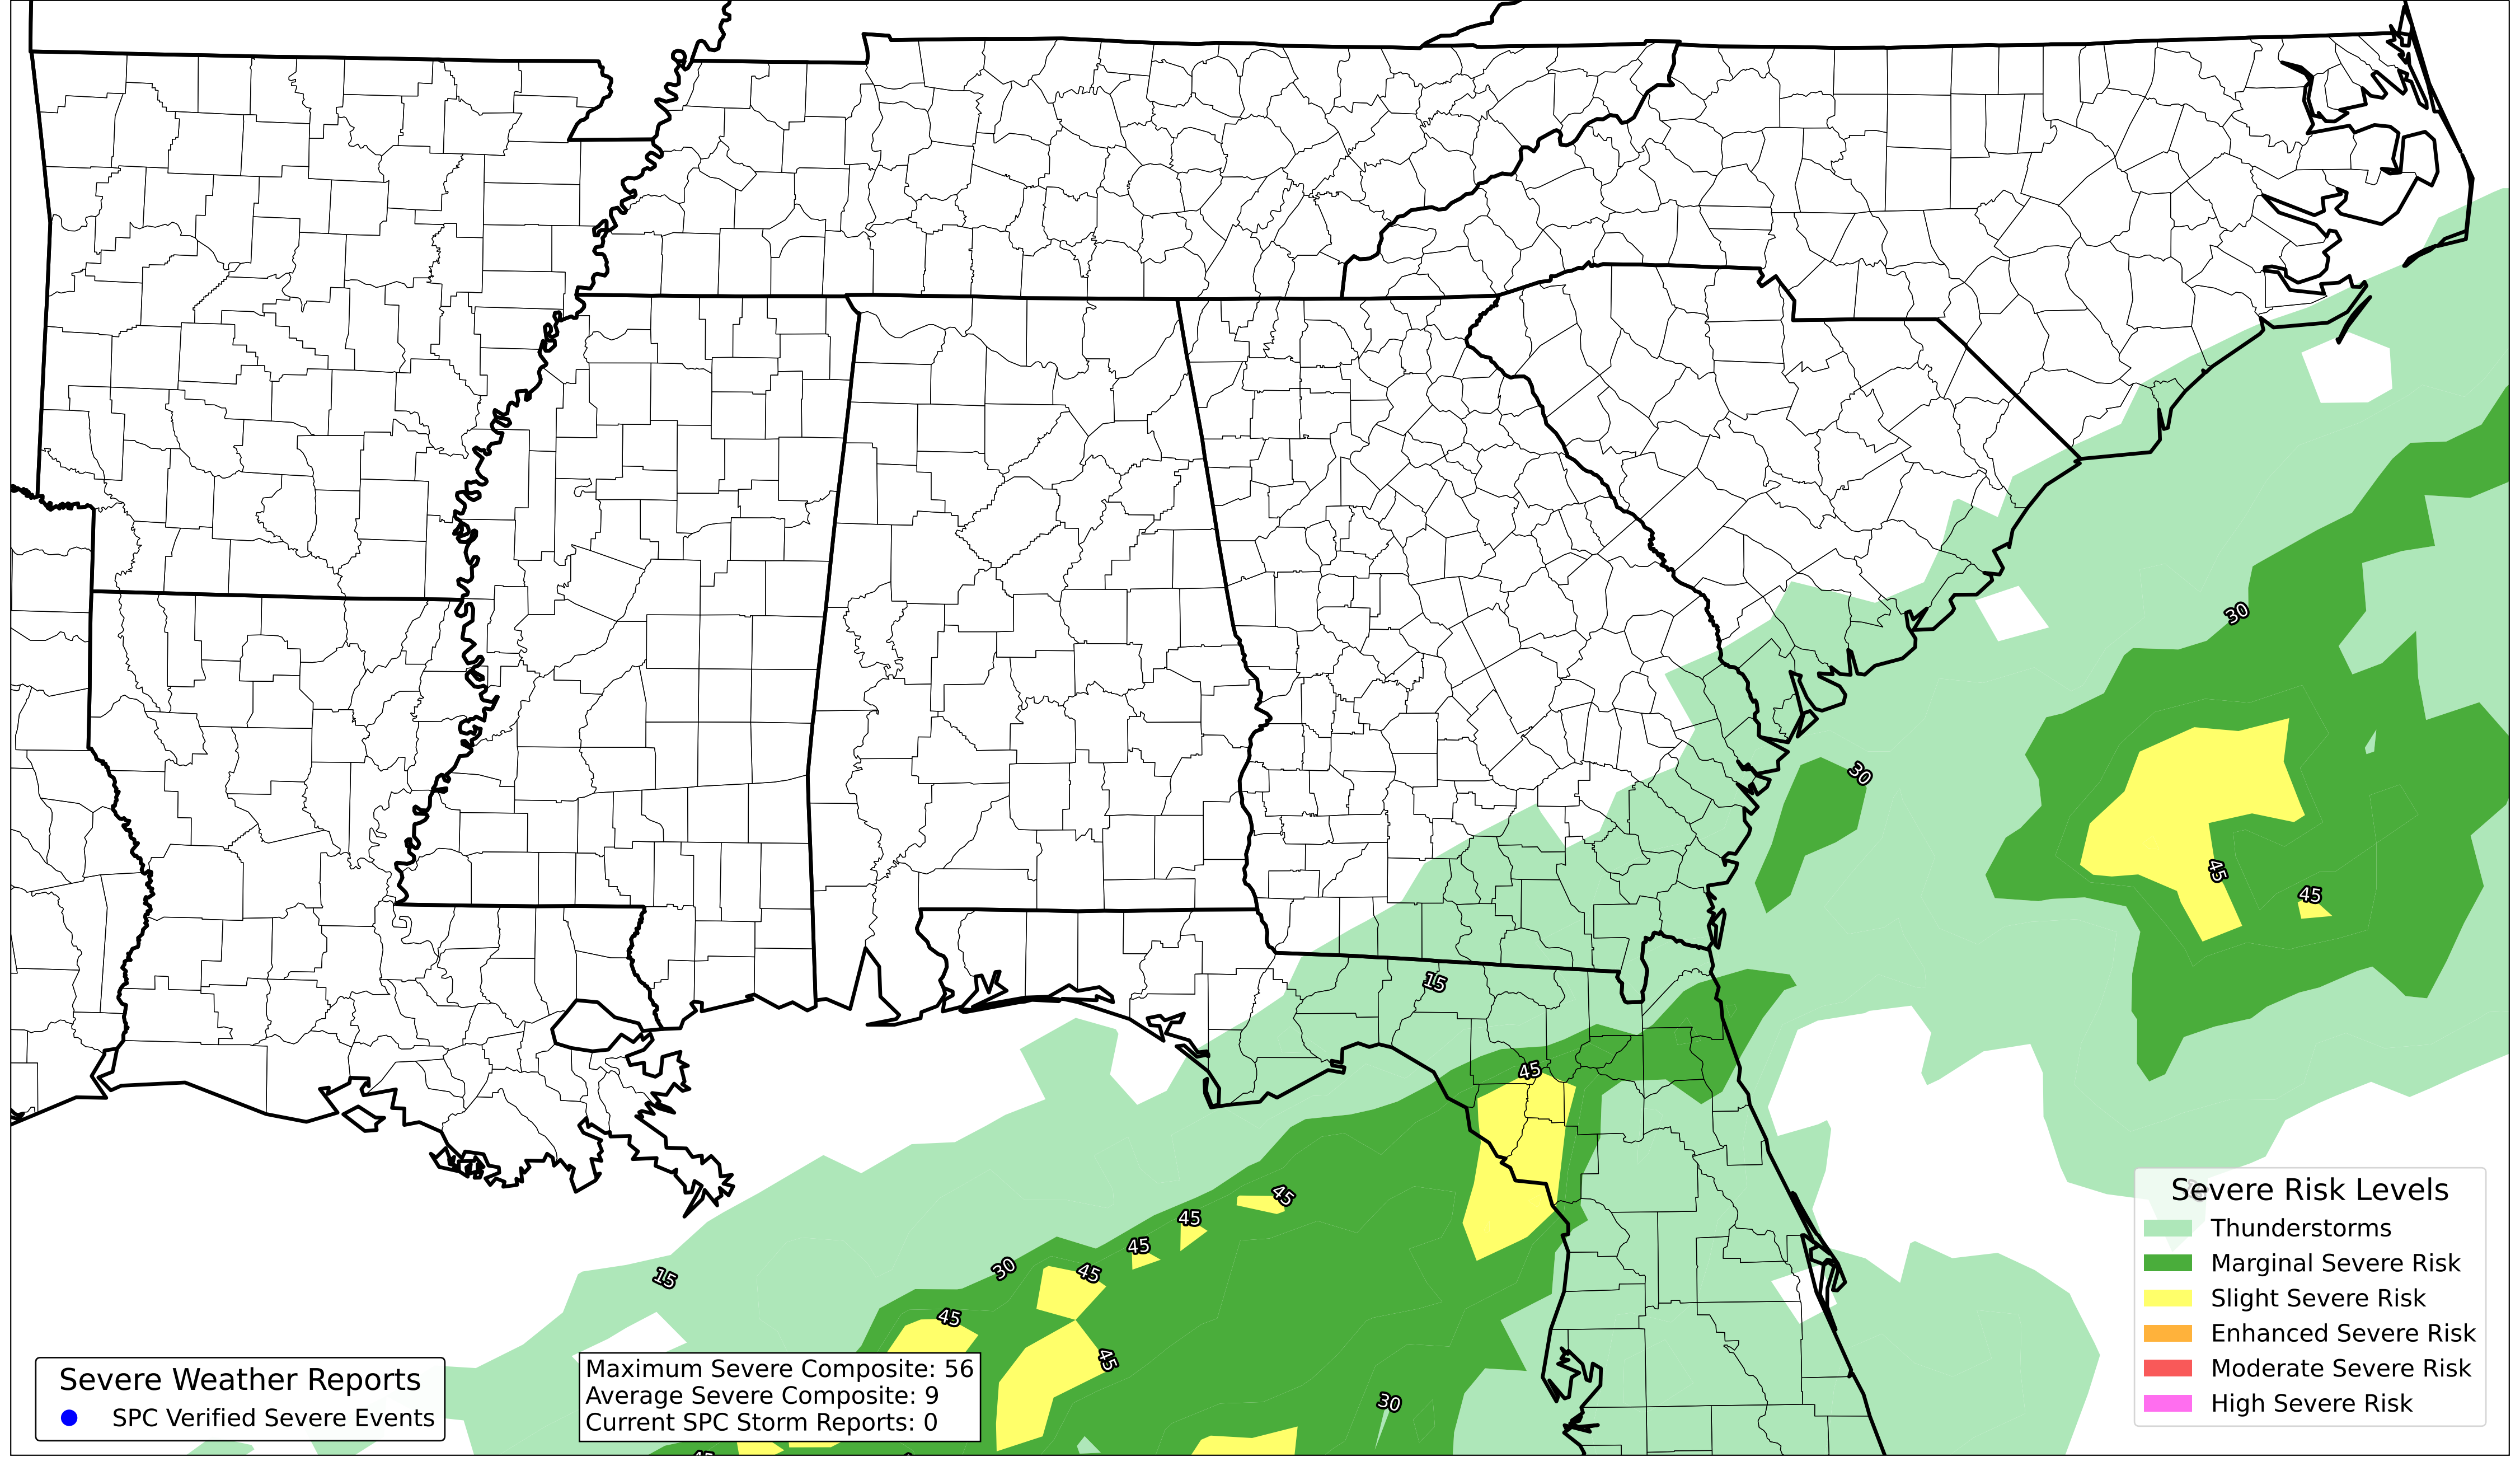 30
30
45
45
15
45
45
45
45
30
15
45
45
45
30
45
Severe Risk Levels
Thunderstorms
Marginal Severe Risk
Slight Severe Risk
Enhanced Severe Risk
Moderate Severe Risk
High Severe Risk
Severe Weather Reports
SPC Verified Severe Events
Maximum Severe Composite: 56
Average Severe Composite: 9
Current SPC Storm Reports: 0